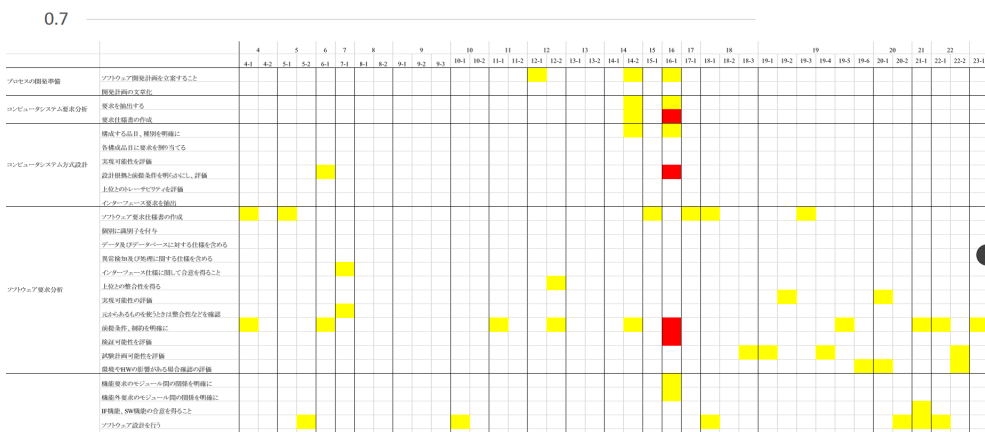 0.7
4 5 6 7 8 9 10 11 12 13 14 15 16 17 18 19 20 21 22
4-1 4-2 5-1 5-2 6-1 7-1 8-1 8-2 9-1 9-2 9-3 10-1 10-2 11-1 11-2 12-1 12-2 13-1 13-2 14-1 14-2 15-1 16-1 17-1 18-1 18-2 18-3 19-1 19-2 19-3 19-4 19-5 19-6 20-1 20-2 21-1 22-1 22-2 23-1
プロセスの開発準備 ソフトウェア開発計画を立案すること
開発計画の文章化
コンピュータシステム要求分析 要求を抽出する
要求仕様書の作成
構成する品目、種別を明確に
各構成品目に要求を割り当てる
コンピュータシステム方式設計 実現可能性を評価
設計根拠と前提条件を明らかにし、評価
上位とのトレーサビリティを評価
インターフェース要求を抽出
ソフトウェア要求仕様書の作成
個別に識別子を付与
データ及びデータベースに対する仕様を含める
異常検知及び処理に関する仕様を含める
インターフェース仕様に関して合意を得ること
ソフトウェア要求分析 上位との整合性を得る
実現可能性の評価
元からあるものを使うときは整合性などを確認
前提条件、制約を明確に
検証可能性を評価
試験計画可能性を評価
環境やHWの影響がある場合確認の評価
機能要求のモジュール間の関係を明確に
機能外要求のモジュール間の関係を明確に
IF機能、SW機能の合意を得ること
ソフトウェア設計を行う